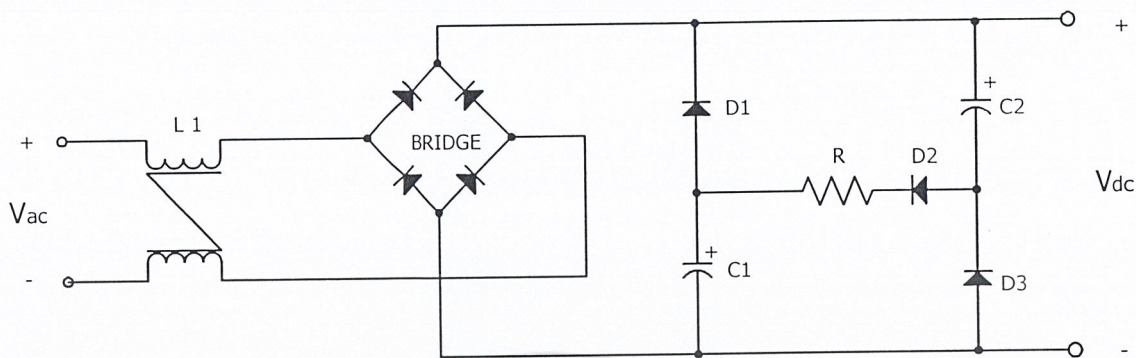 +
L 1
BRIDGE
D1
+
C2
+
R
D2
Vac
Vdc
+
C1
-
D3
-